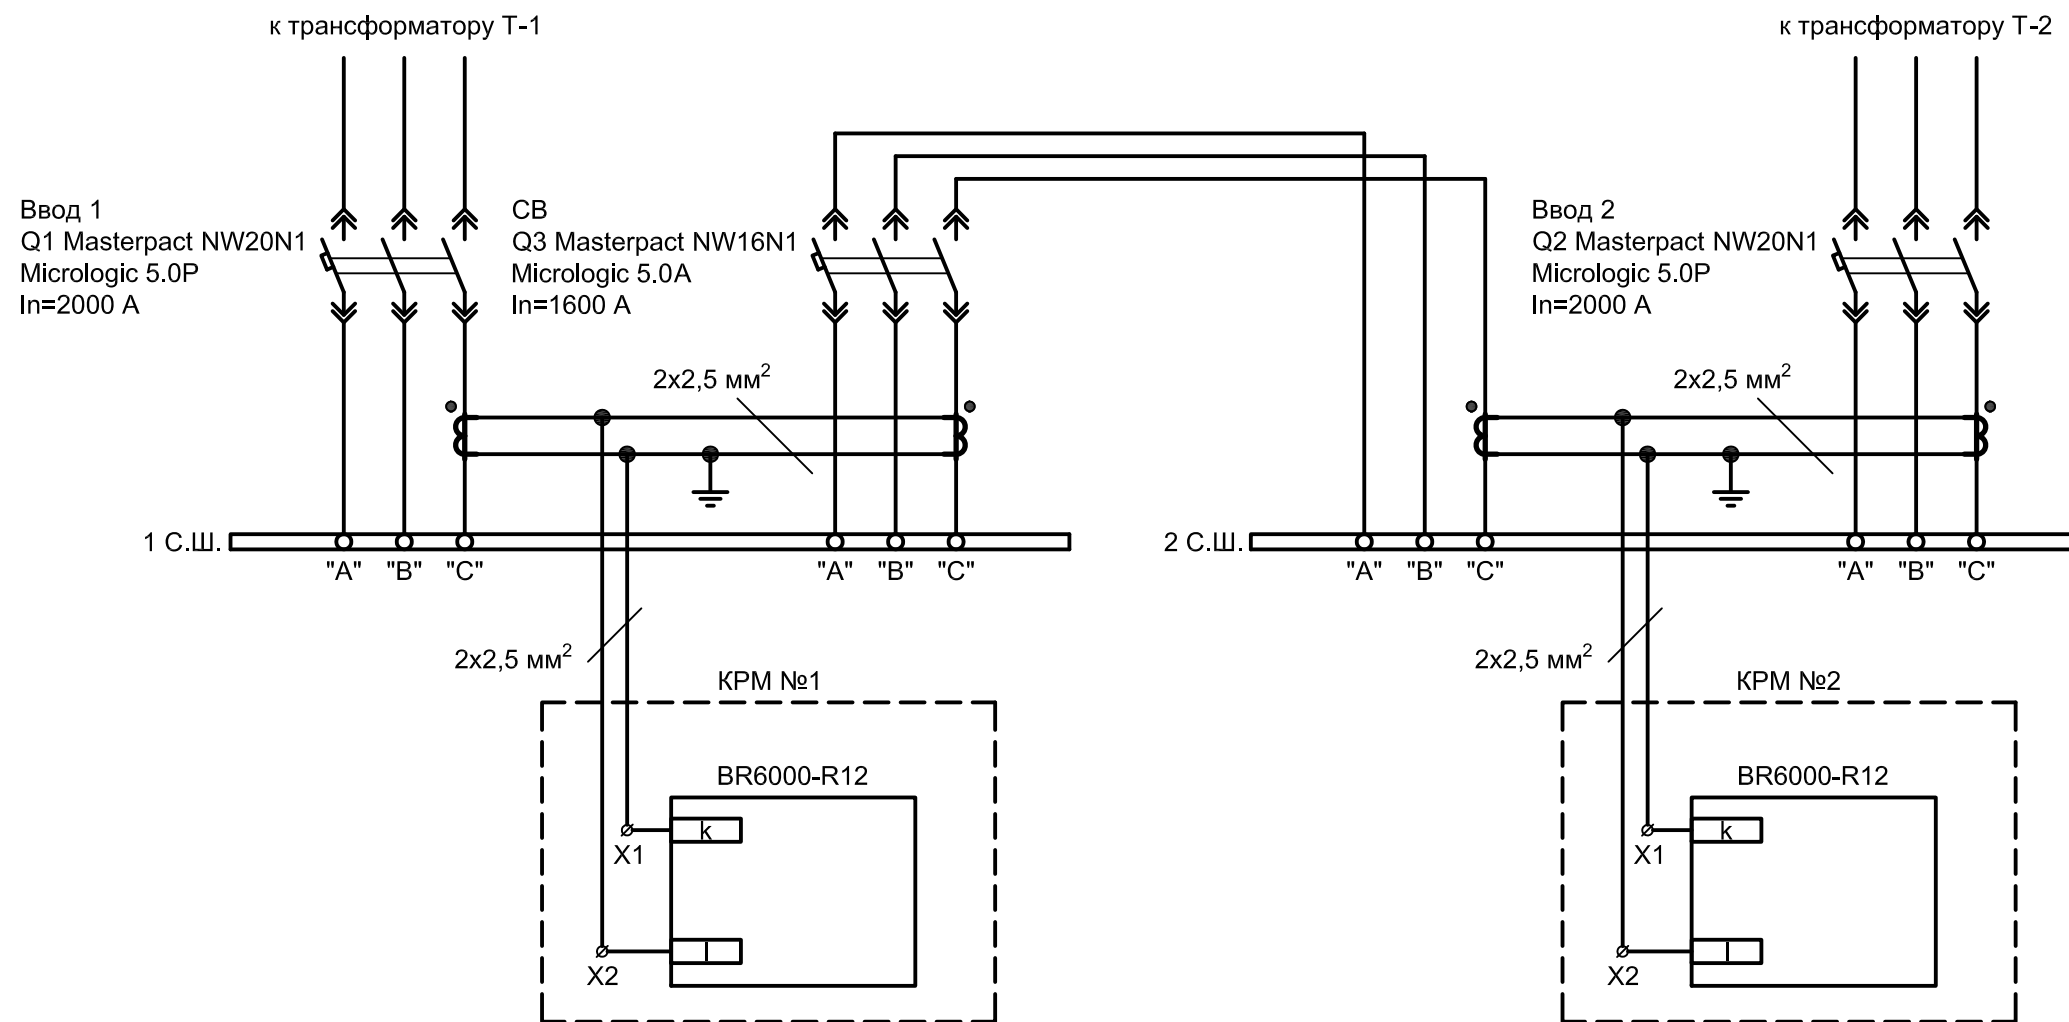 к трансформатору Т-1
к трансформатору Т-2
Ввод 1
Q1 Masterpact NW20N1
Micrologic 5.0P
In=2000 А
СВ
Q3 Masterpact NW16N1
Micrologic 5.0A
In=1600 А
Ввод 2
Q2 Masterpact NW20N1
Micrologic 5.0P
In=2000 А
2х2,5 мм²
2х2,5 мм²
1 С.Ш.
"А" "В" "С" "А" "В" "С"
2 С.Ш.
"А" "В" "С" "А" "В" "С"
2х2,5 мм²
2х2,5 мм²
КРМ №1
КРМ №2
BR6000-R12
BR6000-R12
k
k
X1
X1
l
l
X2
X2